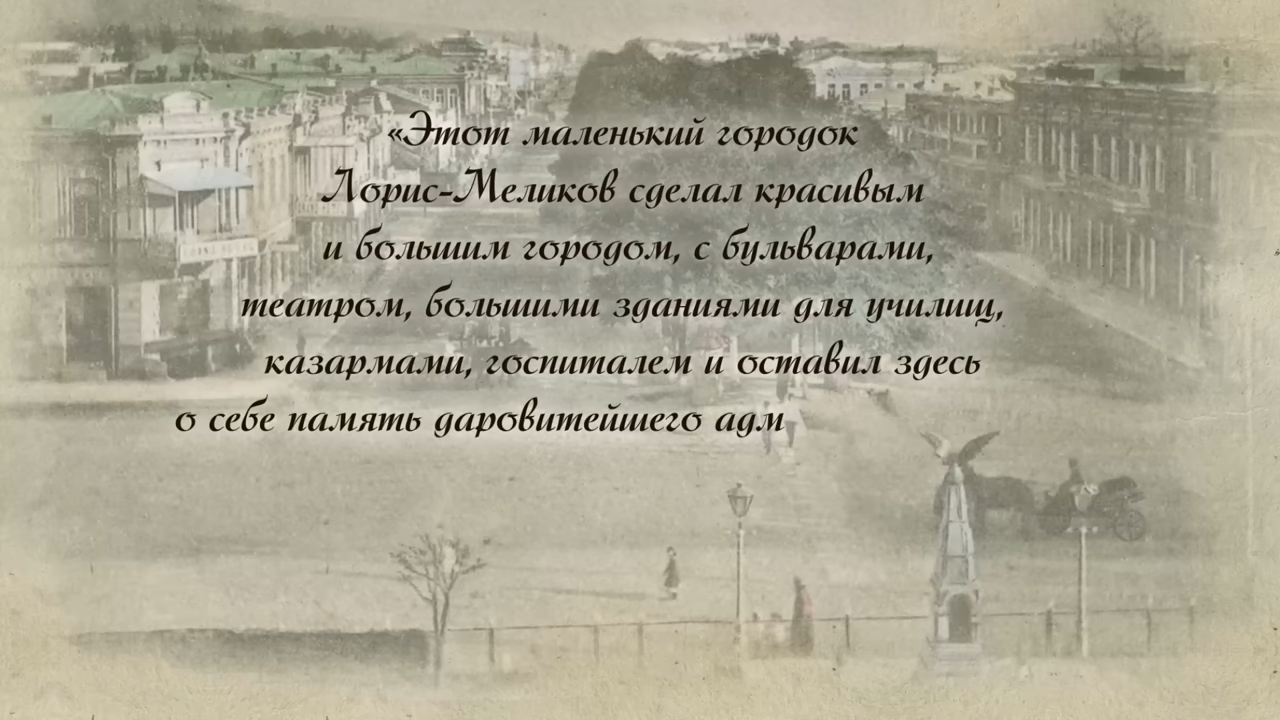 «Этот маленький городок
Лорис-Меликов сделал красивым
и большим городом, с бульварами,
театром, большими зданиями для училищ,
казармами, госпиталем и оставил здесь
о себе память даровитейшего адм